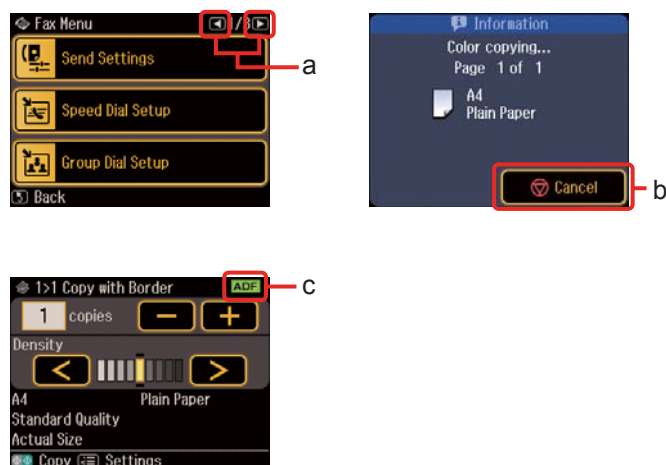 Fax Menu 1/3
a
Send Settings
Speed Dial Setup
Group Dial Setup
Back
Information
Color copying...
Page 1 of 1
A4
Plain Paper
Cancel
b
1>1 Copy with Border ADF
c
1 copies
Density
A4 Plain Paper
Standard Quality
Actual Size
Copy Settings